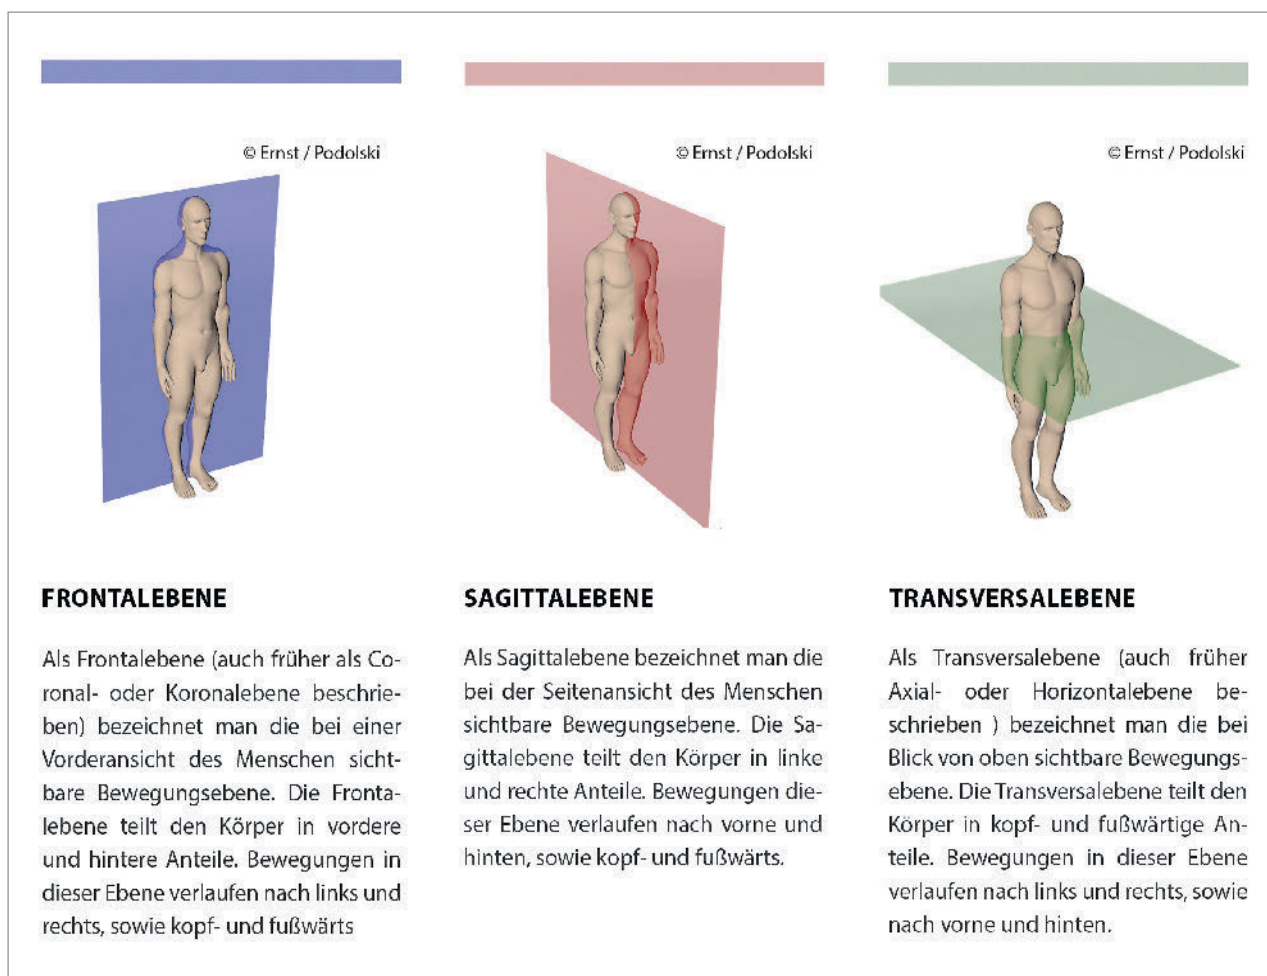 © Ernst / Podolski
© Ernst / Podolski
© Ernst / Podolski
FRONTALEBENE
Als Frontalebene (auch früher als Co-
ronal- oder Koronalebene beschrie-
ben) bezeichnet man die bei einer
Vorderansicht des Menschen sicht-
bare Bewegungsebene. Die Fronta-
lebene teilt den Körper in vordere
und hintere Anteile. Bewegungen in
dieser Ebene verlaufen nach links und
rechts, sowie kopf- und fußwärts
SAGITTALEBENE
Als Sagittalebene bezeichnet man die
bei der Seitenansicht des Menschen
sichtbare Bewegungsebene. Die Sa-
gittalebene teilt den Körper in linke
und rechte Anteile. Bewegungen die-
ser Ebene verlaufen nach vorne und
hinten, sowie kopf- und fußwärts.
TRANSVERSALEBENE
Als Transversalebene (auch früher
Axial- oder Horizontalebene be-
schrieben ) bezeichnet man die bei
Blick von oben sichtbare Bewegungs-
ebene. Die Transversalebene teilt den
Körper in kopf- und fußwärtige An-
teile. Bewegungen in dieser Ebene
verlaufen nach links und rechts, sowie
nach vorne und hinten.